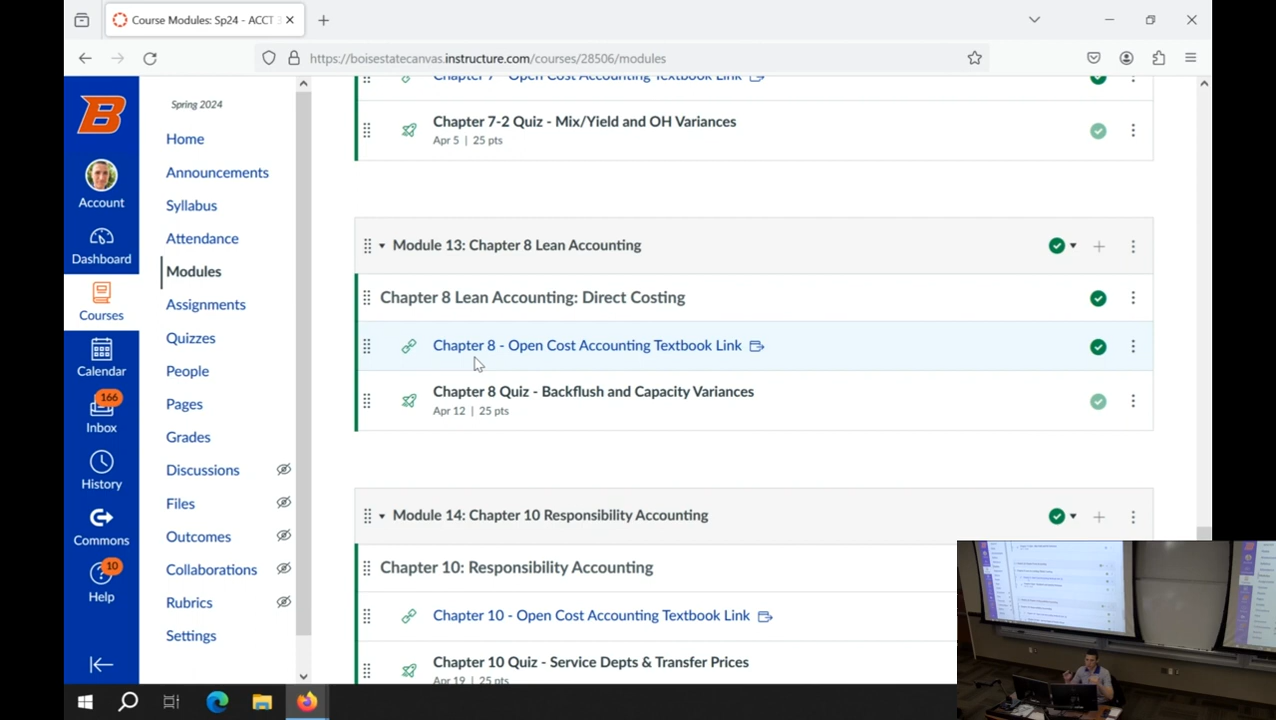 Course Modules: Sp24 - ACCT 3
https://boisestatecanvas.instructure.com/courses/28506/modules
B
Account
Dashboard
Courses
Calendar
166
Inbox
History
Commons
10
Help
Spring 2024
Home
Announcements
Syllabus
Attendance
Modules
Assignments
Quizzes
People
Pages
Grades
Discussions
Files
Outcomes
Collaborations
Rubrics
Settings
Chapter 7 - Open Cost Accounting Textbook Link
Chapter 7-2 Quiz - Mix/Yield and OH Variances
Apr 5 | 25 pts
Module 13: Chapter 8 Lean Accounting
Chapter 8 Lean Accounting: Direct Costing
Chapter 8 - Open Cost Accounting Textbook Link
Chapter 8 Quiz - Backflush and Capacity Variances
Apr 12 | 25 pts
Module 14: Chapter 10 Responsibility Accounting
Chapter 10: Responsibility Accounting
Chapter 10 - Open Cost Accounting Textbook Link
Chapter 10 Quiz - Service Depts & Transfer Prices
Apr 19 | 25 pts